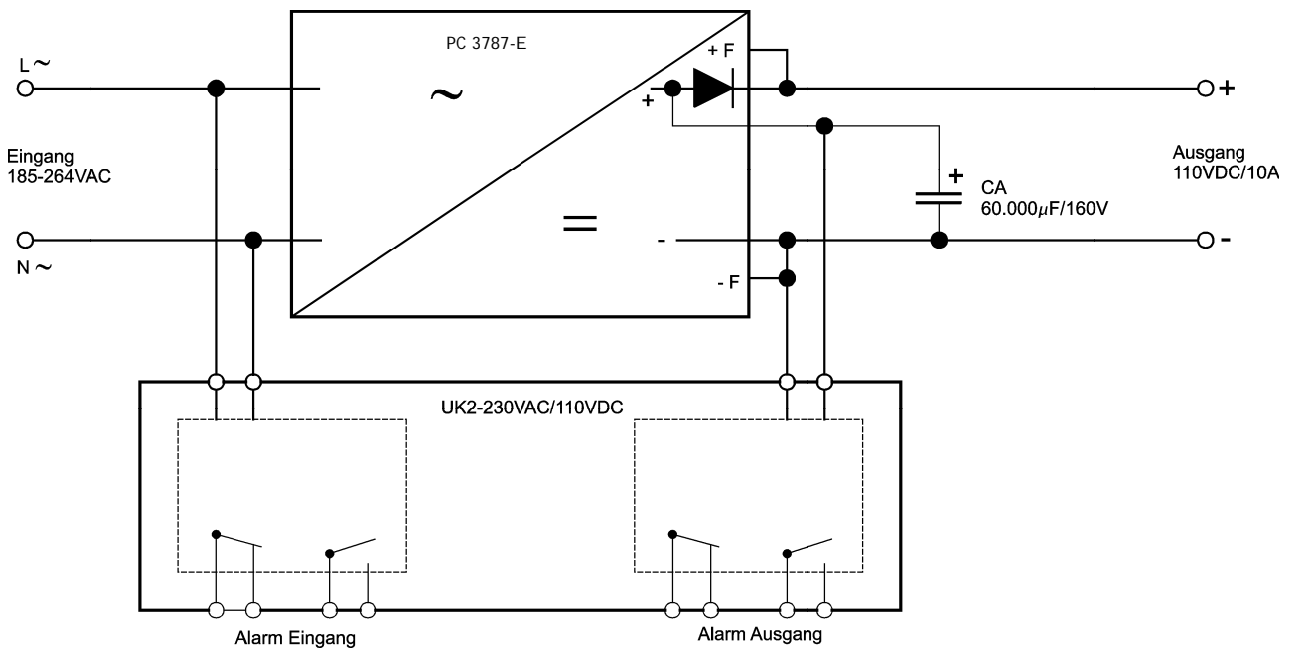 PC 3787-E
L ~
+ F
~
+
+
Eingang
185-264VAC
Ausgang
110VDC/10A
+
CA
60.000µF/160V
=
-
-
N ~
- F
UK2-230VAC/110VDC
Alarm Eingang
Alarm Ausgang